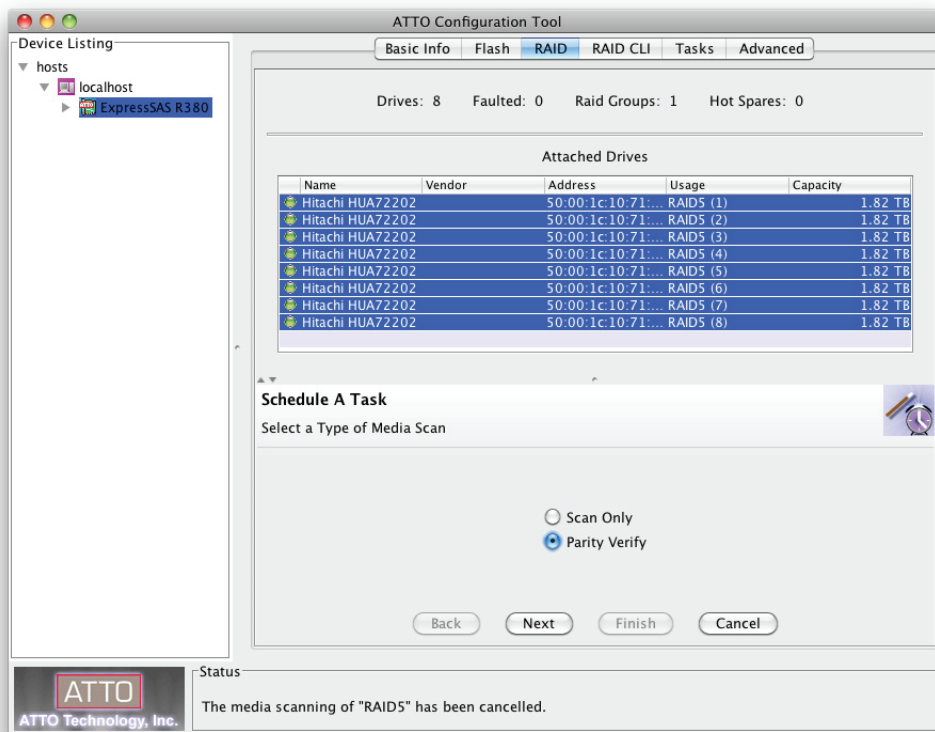 ATTO Configuration Tool
Device Listing
hosts
localhost
ExpressSAS R380
Basic Info Flash RAID RAID CLI Tasks Advanced
Drives: 8 Faulted: 0 Raid Groups: 1 Hot Spares: 0
Attached Drives
Name Vendor Address Usage Capacity
Hitachi HUA72202 50:00:1c:10:71:... RAID5 (1) 1.82 TB
Hitachi HUA72202 50:00:1c:10:71:... RAID5 (2) 1.82 TB
Hitachi HUA72202 50:00:1c:10:71:... RAID5 (3) 1.82 TB
Hitachi HUA72202 50:00:1c:10:71:... RAID5 (4) 1.82 TB
Hitachi HUA72202 50:00:1c:10:71:... RAID5 (5) 1.82 TB
Hitachi HUA72202 50:00:1c:10:71:... RAID5 (6) 1.82 TB
Hitachi HUA72202 50:00:1c:10:71:... RAID5 (7) 1.82 TB
Hitachi HUA72202 50:00:1c:10:71:... RAID5 (8) 1.82 TB
Schedule A Task
Select a Type of Media Scan
Scan Only
Parity Verify
Back Next Finish Cancel
ATTO
ATTO Technology, Inc.
Status
The media scanning of "RAID5" has been cancelled.